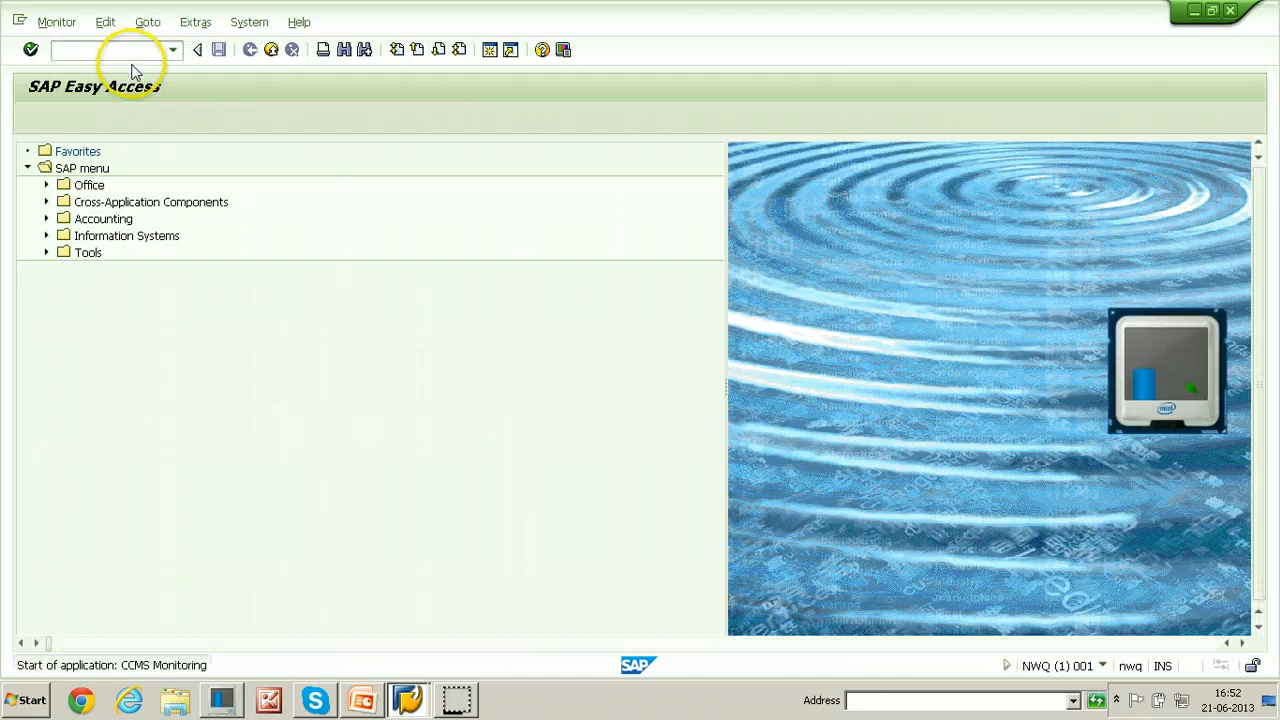 Monitor Edit Goto Extras System Help
SAP Easy Access
Favorites
SAP menu
Office
Cross-Application Components
Accounting
Information Systems
Tools
intel
Start of application: CCMS Monitoring
SAP
NWQ (1) 001
nwq
INS
Start
Address
16:52
21-06-2013